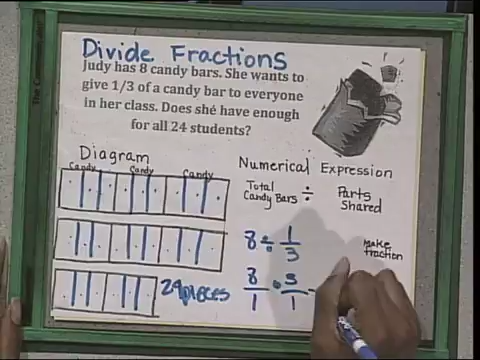 Divide Fractions
Judy has 8 candy bars. She wants to
give 1/3 of a candy bar to everyone
in her class. Does she have enough
for all 24 students?
Diagram
Candy Candy Candy
24 pieces
Numerical Expression
Total Candy Bars ÷ Parts Shared
8 ÷ 1/3
Make fraction
8/1 · 3/1 =